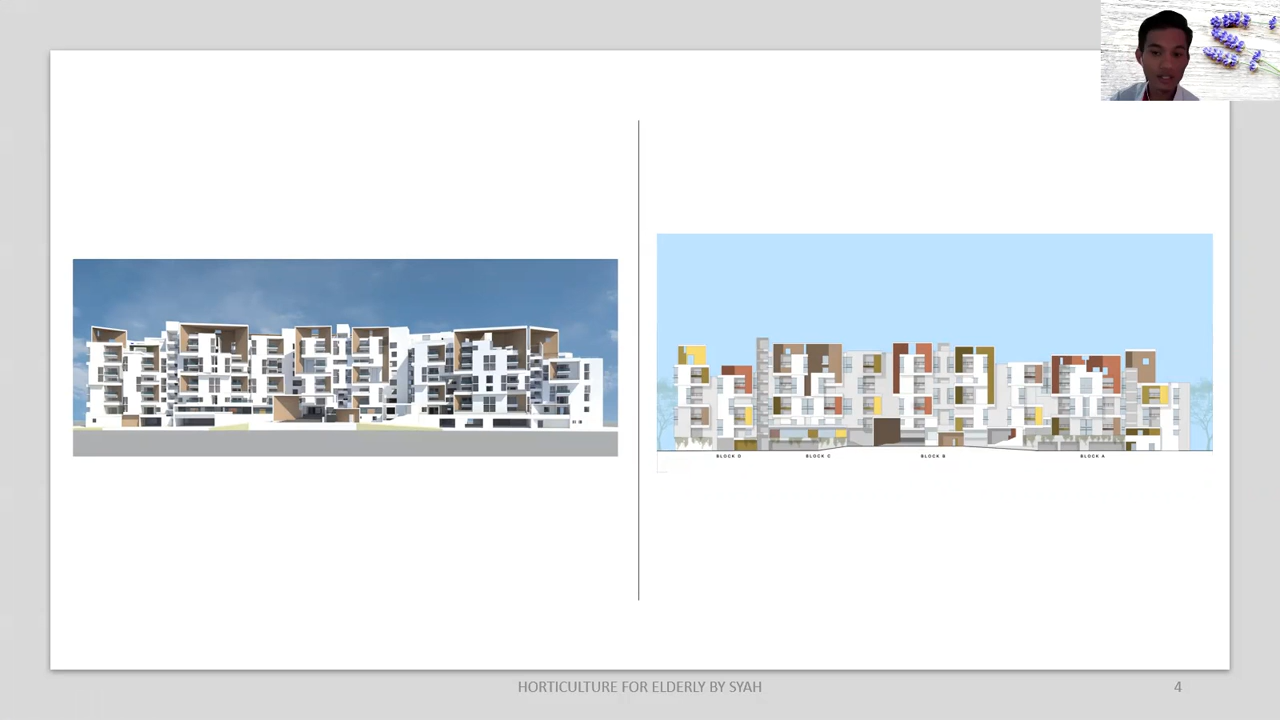 BLOCK D
BLOCK C
BLOCK B
BLOCK A
HORTICULTURE FOR ELDERLY BY SYAH
4